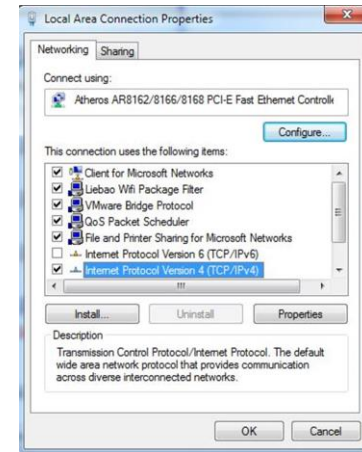 Local Area Connection Properties
Networking Sharing
Connect using:
Atheros AR8162/8166/8168 PCI-E Fast Ethernet Controlle
Configure...
This connection uses the following items:
Client for Microsoft Networks
Liebao Wifi Package Filter
VMware Bridge Protocol
QoS Packet Scheduler
File and Printer Sharing for Microsoft Networks
Internet Protocol Version 6 (TCP/IPv6)
Internet Protocol Version 4 (TCP/IPv4)
Install... Uninstall Properties
Description
Transmission Control Protocol/Internet Protocol. The default
wide area network protocol that provides communication
across diverse interconnected networks.
OK Cancel